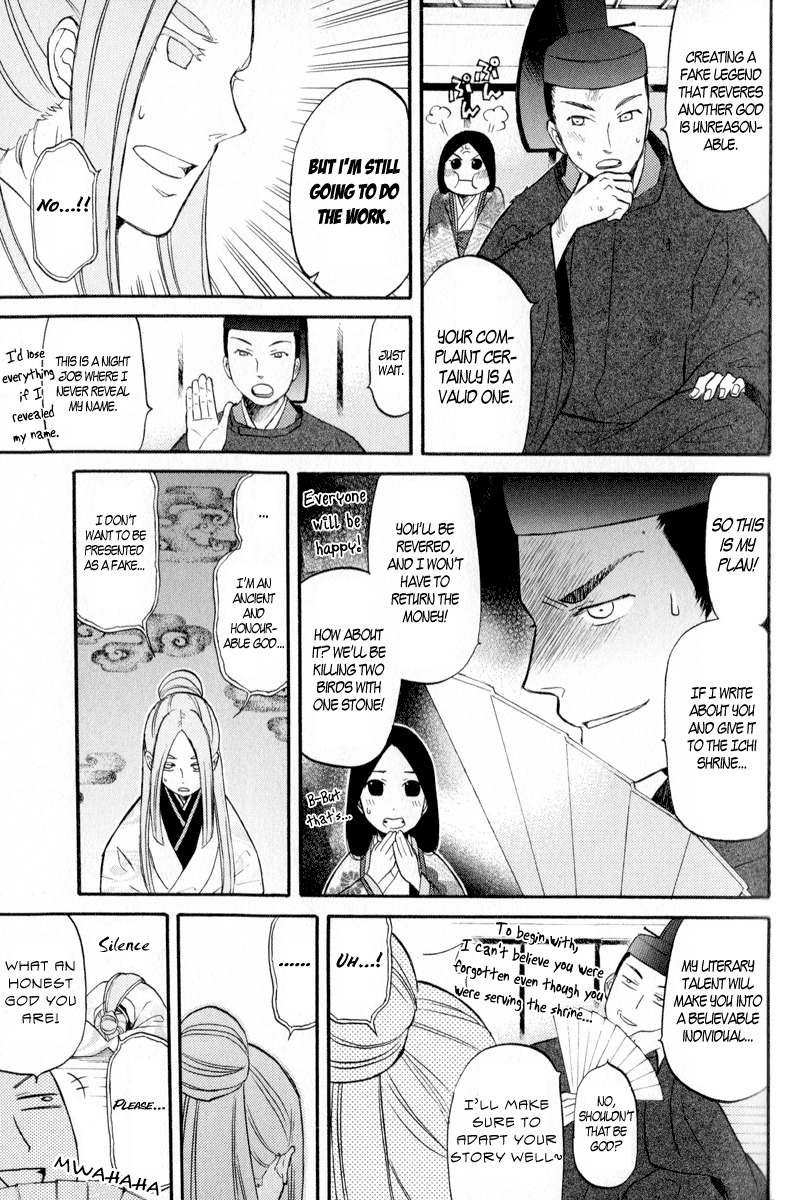 CREATING A
FAKE LEGEND
THAT REVERES
ANOTHER GOD
IS UNREASON-
ABLE.
ぷん
ぷん
YOUR COM-
PLAINT CER-
TAINLY IS A
VALID ONE.
BUT I'M STILL
GOING TO DO
THE WORK.
NO...!!
JUST
WAIT.
THIS IS A NIGHT
JOB WHERE I
NEVER REVEAL
MY NAME.
I'd lose
everything
if I
revealed
my name.
SO THIS
IS MY
PLAN!
IF I WRITE
ABOUT YOU
AND GIVE IT
TO THE ICHI
SHRINE...
YOU'LL BE
REVERED,
AND I WON'T
HAVE TO
RETURN THE
MONEY!
Everyone
will be
happy!
HOW ABOUT
IT? WE'LL BE
KILLING TWO
BIRDS WITH
ONE STONE!
B-But
that's...
...
I'M AN
ANCIENT
AND
HONOUR-
ABLE GOD...
I DON'T
WANT TO BE
PRESENTED
AS A FAKE...
MY LITERARY
TALENT WILL
MAKE YOU INTO
A BELIEVABLE
INDIVIDUAL...
To begin with,
I can't believe you were
forgotten even though you
were serving the shrine...
NO,
SHOULDN'T
THAT BE
GOD?
I'LL MAKE
SURE TO
ADAPT YOUR
STORY WELL~
UH...!
......
Silence
PLEASE...
WHAT AN
HONEST
GOD YOU
ARE!
MWAHAHA